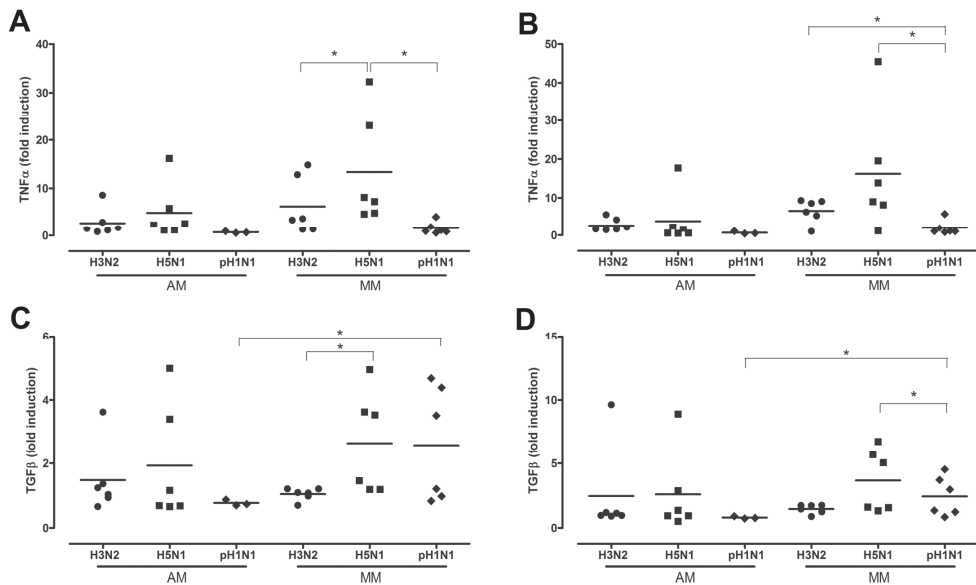 A
TNFα (fold induction)
40
30
20
10
0
*
*
H3N2
H5N1
pH1N1
H3N2
H5N1
pH1N1
AM
MM
B
TNFα (fold induction)
50
40
30
20
10
0
*
*
H3N2
H5N1
pH1N1
H3N2
H5N1
pH1N1
AM
MM
C
TGFβ (fold induction)
6
4
2
0
*
*
H3N2
H5N1
pH1N1
H3N2
H5N1
pH1N1
AM
MM
D
TGFβ (fold induction)
15
10
5
0
*
*
H3N2
H5N1
pH1N1
H3N2
H5N1
pH1N1
AM
MM